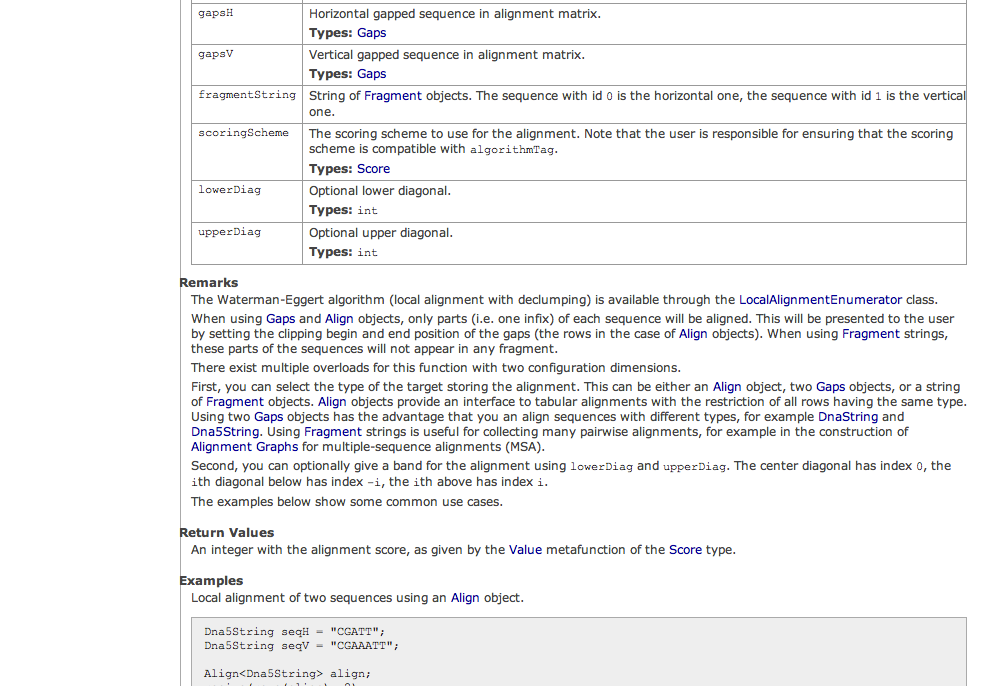 gapsH Horizontal gapped sequence in alignment matrix.
Types: Gaps
gapsV Vertical gapped sequence in alignment matrix.
Types: Gaps
fragmentString String of Fragment objects. The sequence with id 0 is the horizontal one, the sequence with id 1 is the vertical
one.
scoringScheme The scoring scheme to use for the alignment. Note that the user is responsible for ensuring that the scoring
scheme is compatible with algorithmTag.
Types: Score
lowerDiag Optional lower diagonal.
Types: int
upperDiag Optional upper diagonal.
Types: int
Remarks
The Waterman-Eggert algorithm (local alignment with declumping) is available through the LocalAlignmentEnumerator class.
When using Gaps and Align objects, only parts (i.e. one infix) of each sequence will be aligned. This will be presented to the user
by setting the clipping begin and end position of the gaps (the rows in the case of Align objects). When using Fragment strings,
these parts of the sequences will not appear in any fragment.
There exist multiple overloads for this function with two configuration dimensions.
First, you can select the type of the target storing the alignment. This can be either an Align object, two Gaps objects, or a string
of Fragment objects. Align objects provide an interface to tabular alignments with the restriction of all rows having the same type.
Using two Gaps objects has the advantage that you an align sequences with different types, for example DnaString and
Dna5String. Using Fragment strings is useful for collecting many pairwise alignments, for example in the construction of
Alignment Graphs for multiple-sequence alignments (MSA).
Second, you can optionally give a band for the alignment using lowerDiag and upperDiag. The center diagonal has index 0, the
ith diagonal below has index -i, the ith above has index i.
The examples below show some common use cases.
Return Values
An integer with the alignment score, as given by the Value metafunction of the Score type.
Examples
Local alignment of two sequences using an Align object.
Dna5String seqH = "CGATT";
Dna5String seqV = "CGAAATT";
Align<Dna5String> align;